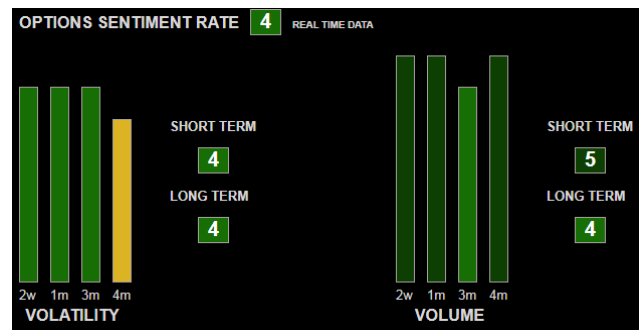 OPTIONS SENTIMENT RATE 4 REAL TIME DATA
SHORT TERM
4
LONG TERM
4
2w 1m 3m 4m
VOLATILITY
SHORT TERM
5
LONG TERM
4
2w 1m 3m 4m
VOLUME